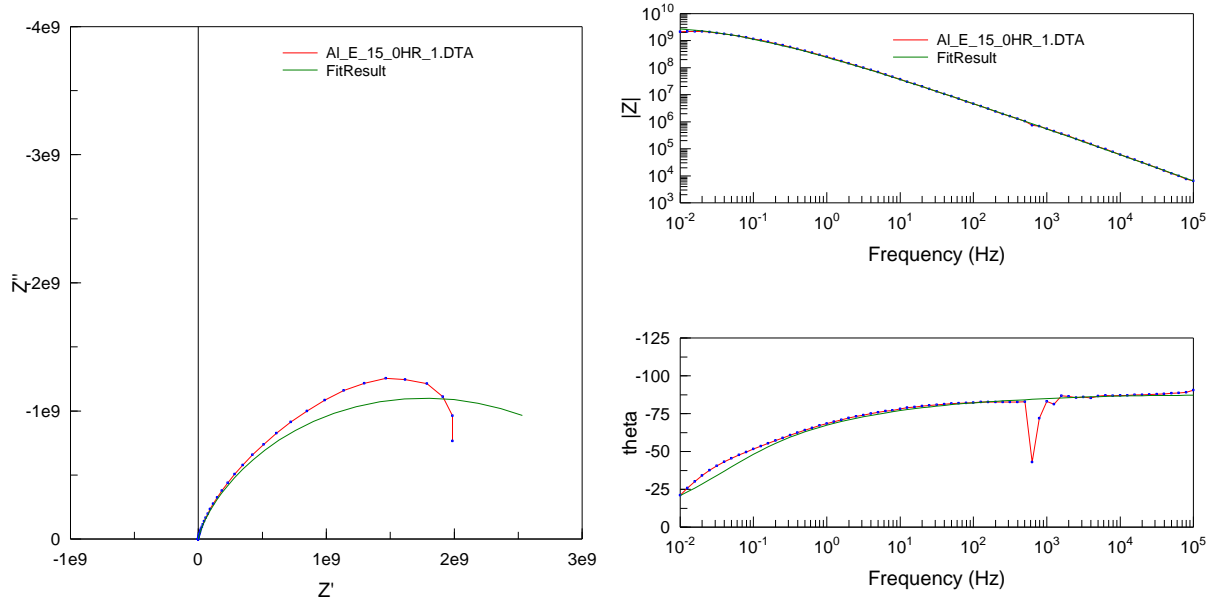 -4e9
-3e9
-2e9
-1e9
0
Z''
-1e9
0
1e9
2e9
3e9
Z'
Al_E_15_0HR_1.DTA
FitResult
10^10
10^9
10^8
10^7
10^6
10^5
10^4
10^3
|Z|
10^-2
10^-1
10^0
10^1
10^2
10^3
10^4
10^5
Frequency (Hz)
Al_E_15_0HR_1.DTA
FitResult
-125
-100
-75
-50
-25
0
theta
10^-2
10^-1
10^0
10^1
10^2
10^3
10^4
10^5
Frequency (Hz)